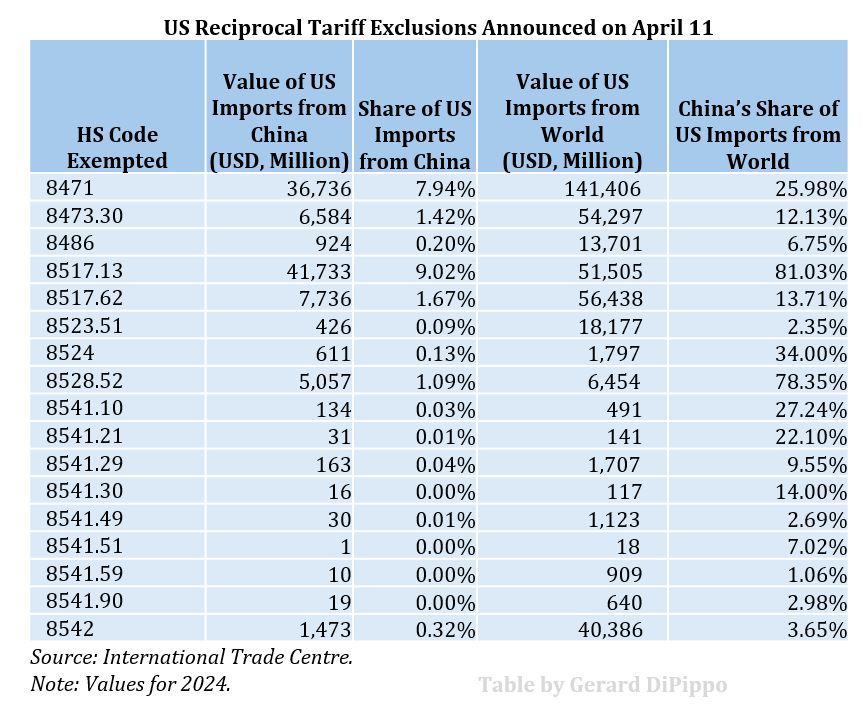 US Reciprocal Tariff Exclusions Announced on April 11
HS Code Exempted | Value of US Imports from China (USD, Million) | Share of US Imports from China | Value of US Imports from World (USD, Million) | China's Share of US Imports from World
8471 36,736 7.94% 141,406 25.98%
8473.30 6,584 1.42% 54,297 12.13%
8486 924 0.20% 13,701 6.75%
8517.13 41,733 9.02% 51,505 81.03%
8517.62 7,736 1.67% 56,438 13.71%
8523.51 426 0.09% 18,177 2.35%
8524 611 0.13% 1,797 34.00%
8528.52 5,057 1.09% 6,454 78.35%
8541.10 134 0.03% 491 27.24%
8541.21 31 0.01% 141 22.10%
8541.29 163 0.04% 1,707 9.55%
8541.30 16 0.00% 117 14.00%
8541.49 30 0.01% 1,123 2.69%
8541.51 1 0.00% 18 7.02%
8541.59 10 0.00% 909 1.06%
8541.90 19 0.00% 640 2.98%
8542 1,473 0.32% 40,386 3.65%
Source: International Trade Centre.
Note: Values for 2024.
Table by Gerard DiPippo